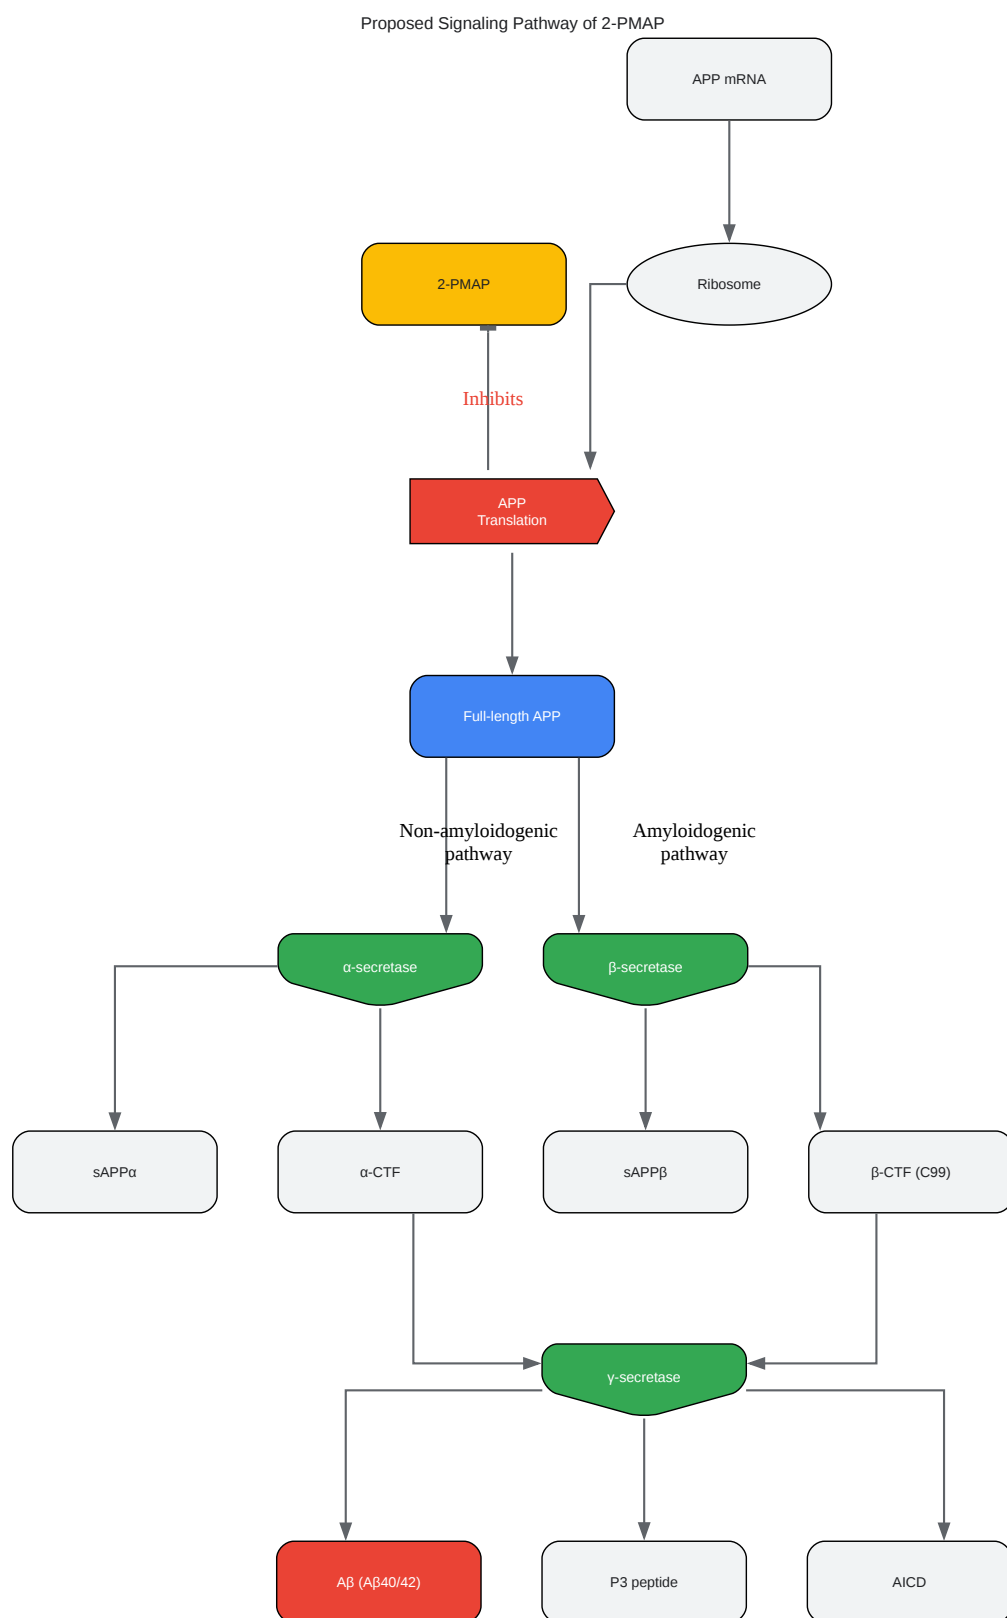 Proposed Signaling Pathway of 2-PMAP
APP mRNA
2-PMAP
Ribosome
Inhibits
APP
Translation
Full-length APP
Non-amyloidogenic
pathway
Amyloidogenic
pathway
α-secretase
β-secretase
sAPPα
α-CTF
sAPPβ
β-CTF (C99)
γ-secretase
Aβ (Aβ40/42)
P3 peptide
AICD